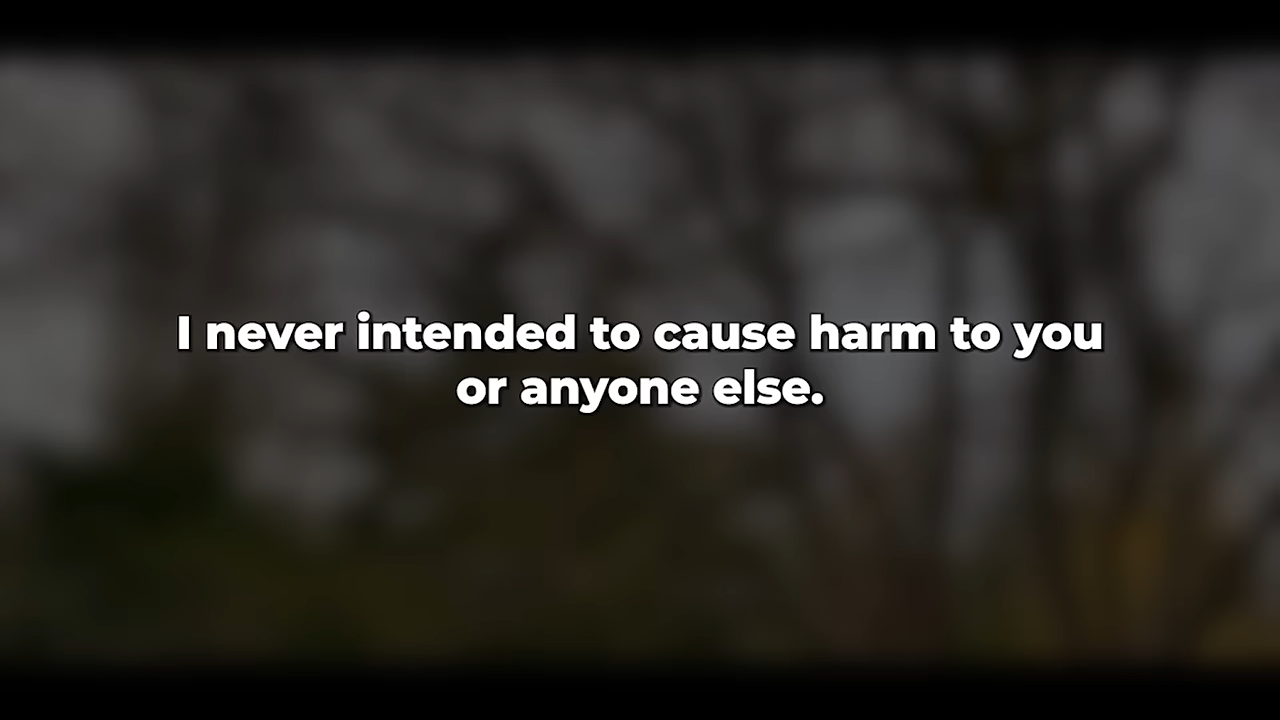 I never intended to cause harm to you
or anyone else.